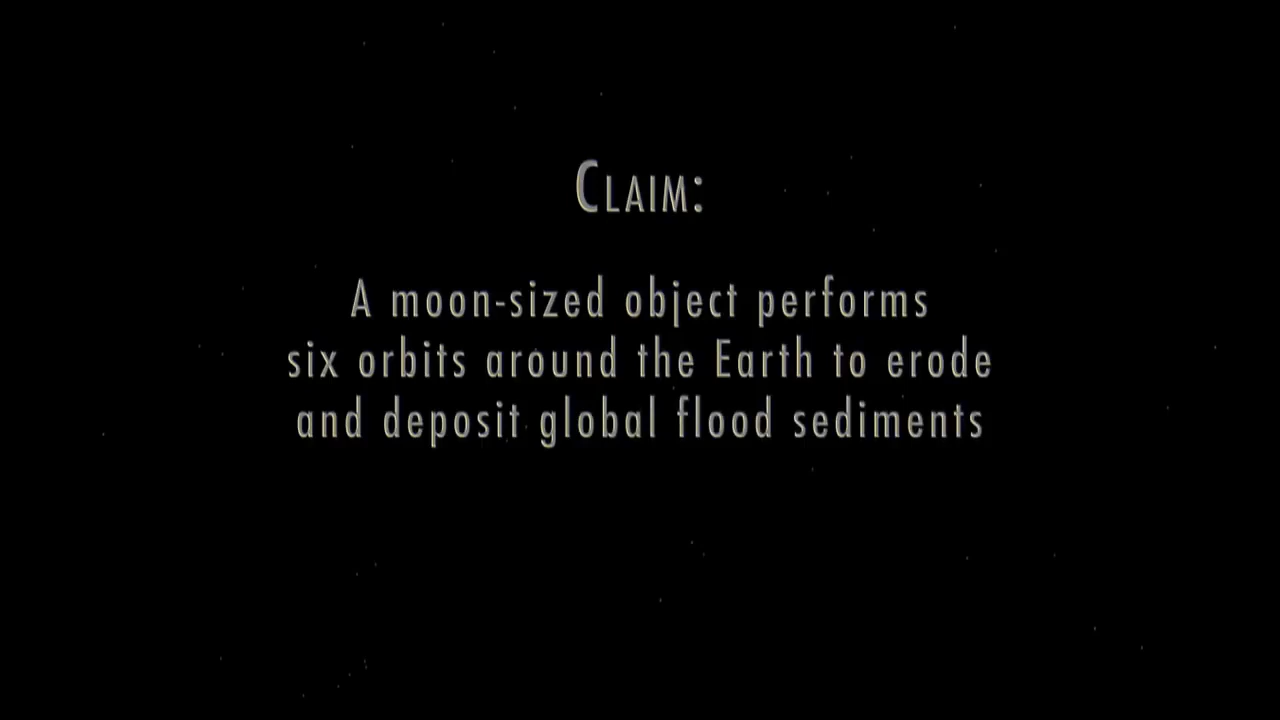 Claim:
A moon-sized object performs
six orbits around the Earth to erode
and deposit global flood sediments